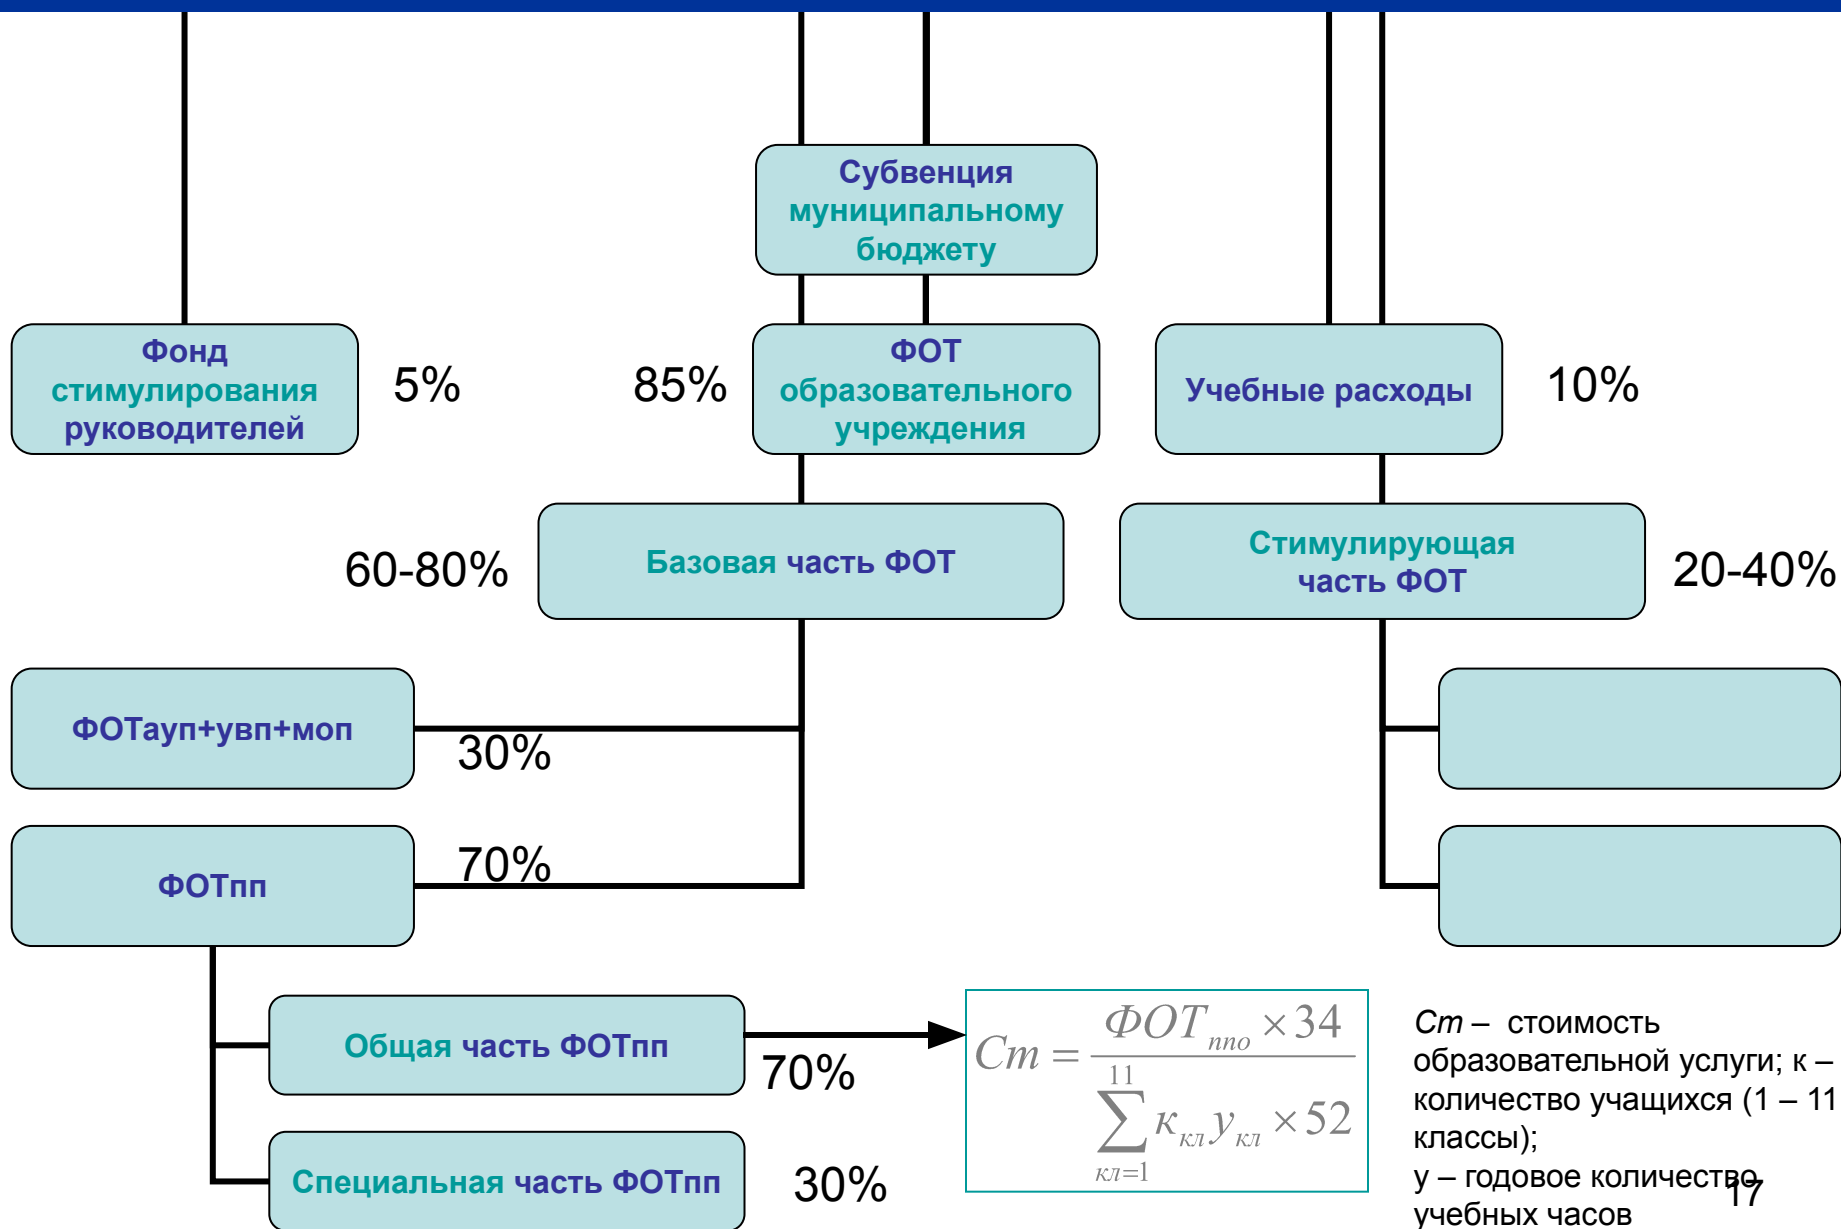 Субвенция
муниципальному
бюджету
Фонд
стимулирования
руководителей
5%
85%
ФОТ
образовательного
учреждения
Учебные расходы
10%
60-80%
Базовая часть ФОТ
Стимулирующая
часть ФОТ
20-40%
ФОТауп+увп+моп
30%
ФОТпп
70%
Общая часть ФОТпп
70%
Специальная часть ФОТпп
30%
Ст = ФОТ_ппо × 34 / ∑_{кл=1}^{11} к_кл у_кл × 52
Ст – стоимость
образовательной услуги; к –
количество учащихся (1 – 11
классы);
у – годовое количество
учебных часов
17